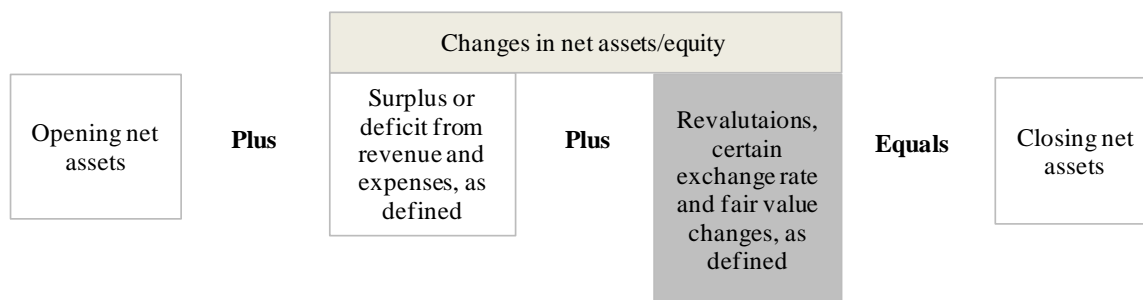 Changes in net assets/equity
Opening net
assets
Plus
Surplus or
deficit from
revenue and
expenses, as
defined
Plus
Revalutaions,
certain
exchange rate
and fair value
changes, as
defined
Equals
Closing net
assets